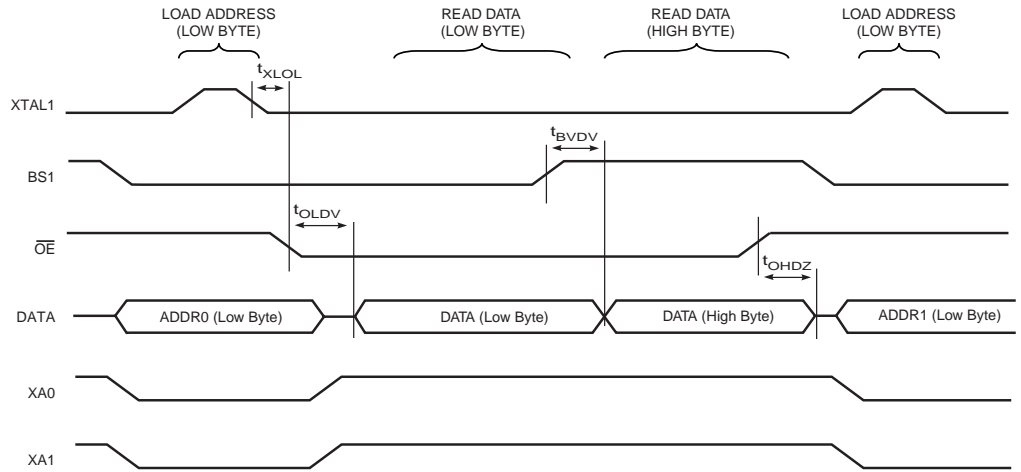 LOAD ADDRESS
(LOW BYTE)
READ DATA
(LOW BYTE)
READ DATA
(HIGH BYTE)
LOAD ADDRESS
(LOW BYTE)
tXLOL
XTAL1
tBVDV
BS1
tOLDV
OE
tOHDZ
DATA
ADDR0 (Low Byte)
DATA (Low Byte)
DATA (High Byte)
ADDR1 (Low Byte)
XA0
XA1